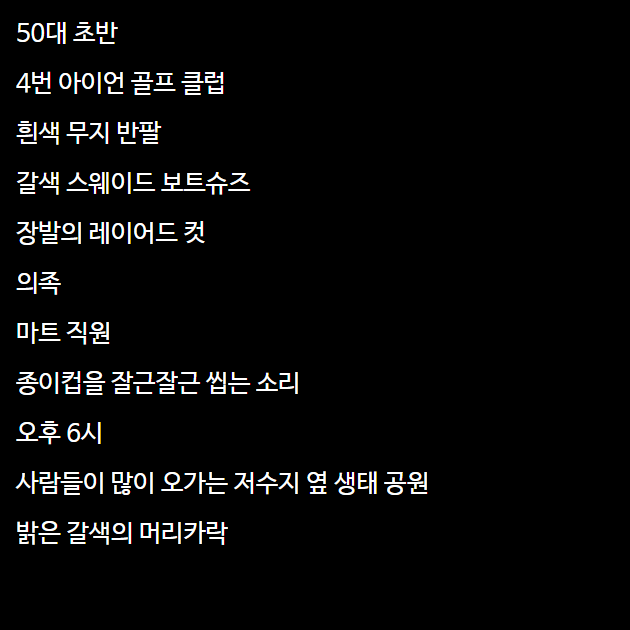 50대 초반
4번 아이언 골프 클럽
흰색 무지 반팔
갈색 스웨이드 보트슈즈
장발의 레이어드 컷
의족
마트 직원
종이컵을 잘근잘근 씹는 소리
오후 6시
사람들이 많이 오가는 저수지 옆 생태 공원
밝은 갈색의 머리카락